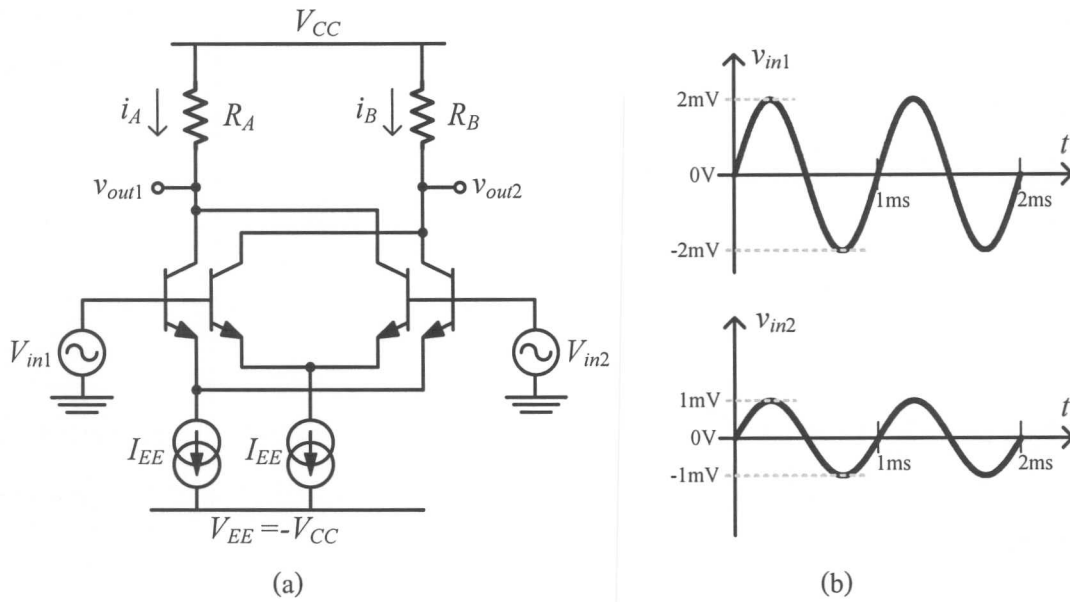 V_CC
i_A
R_A
i_B
R_B
v_out1
v_out2
V_in1
V_in2
I_EE
I_EE
V_EE =-V_CC
(a)
v_in1
2mV
t
0V
1ms
2ms
-2mV
v_in2
1mV
t
0V
1ms
2ms
-1mV
(b)